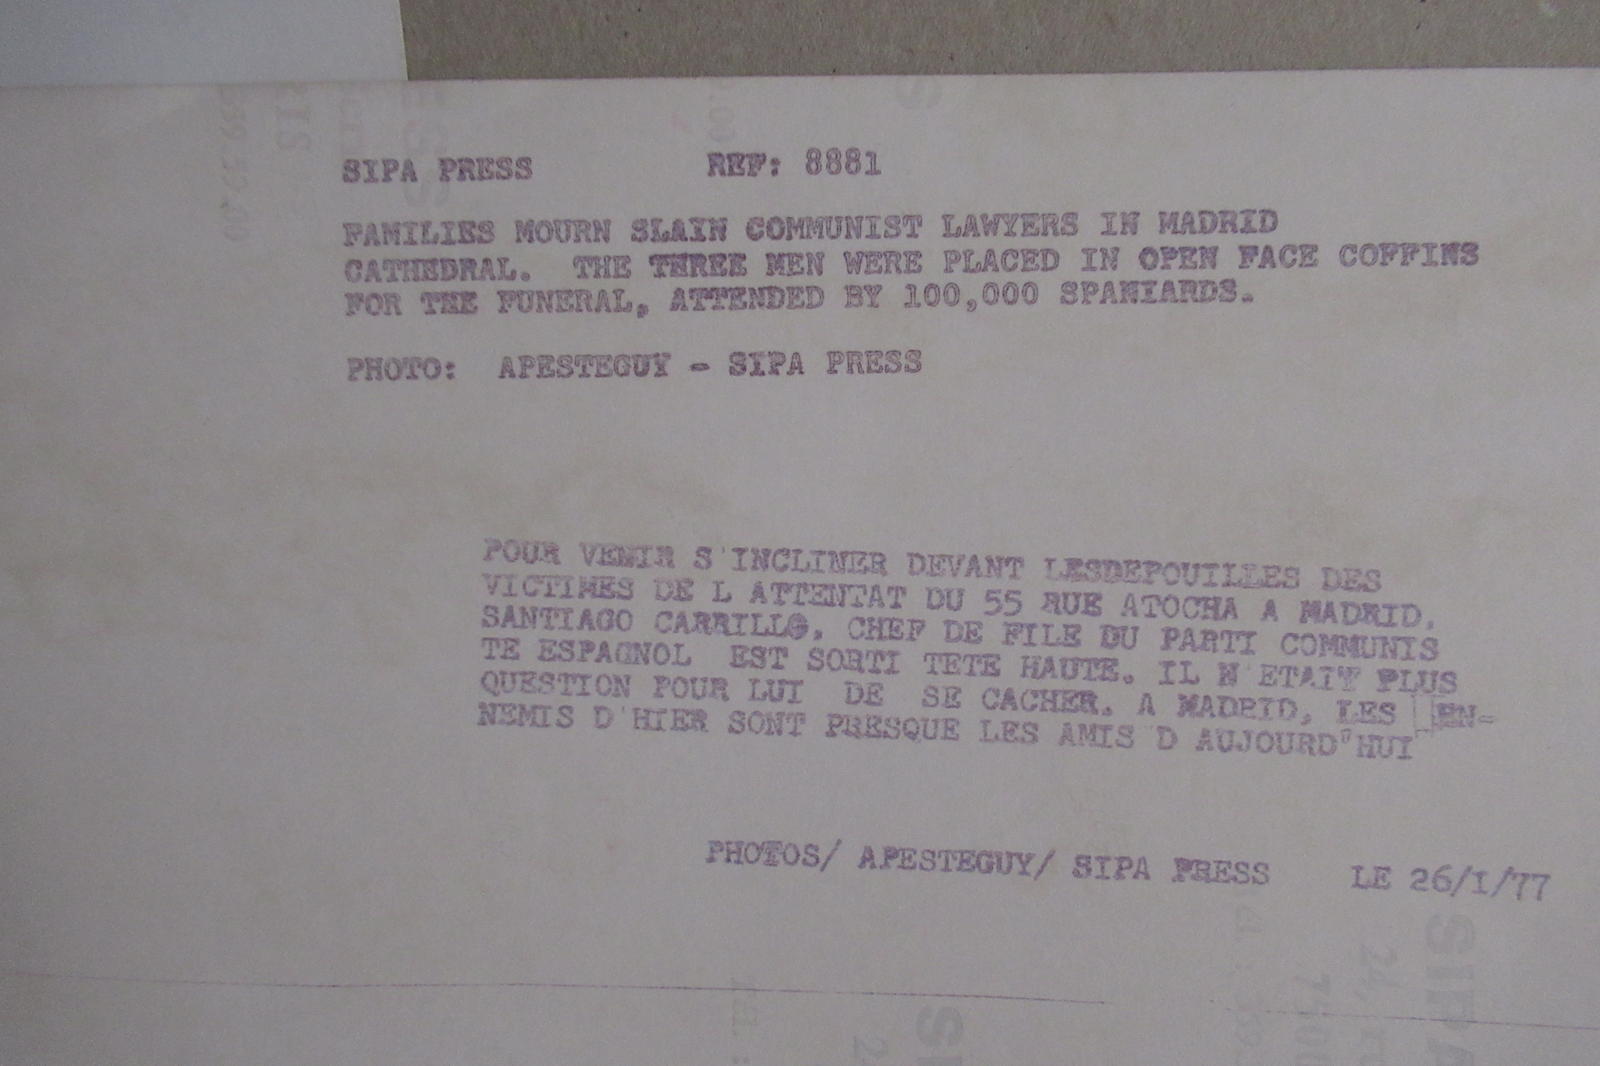 SIPA PRESS REF: 8881
FAMILIES MOURN SLAIN COMMUNIST LAWYERS IN MADRID
CATHEDRAL. THE THREE MEN WERE PLACED IN OPEN FACE COFFINS
FOR THE FUNERAL, ATTENDED BY 100,000 SPANIARDS.
PHOTO: APESTEGUY - SIPA PRESS
POUR VENIR S'INCLINER DEVANT LESDEPOUILLES DES
VICTIMES DE L ATTENTAT DU 55 RUE ATOCHA A MADRID,
SANTIAGO CARRILLO, CHEF DE FILE DU PARTI COMMUNIS
TE ESPAGNOL EST SORTI TETE HAUTE. IL N'ETAIT PLUS
QUESTION POUR LUI DE SE CACHER. A MADRID, LES EN-
NEMIS D'HIER SONT PRESQUE LES AMIS D AUJOURD'HUI
PHOTOS/ APESTEGUY/ SIPA PRESS LE 26/I/77